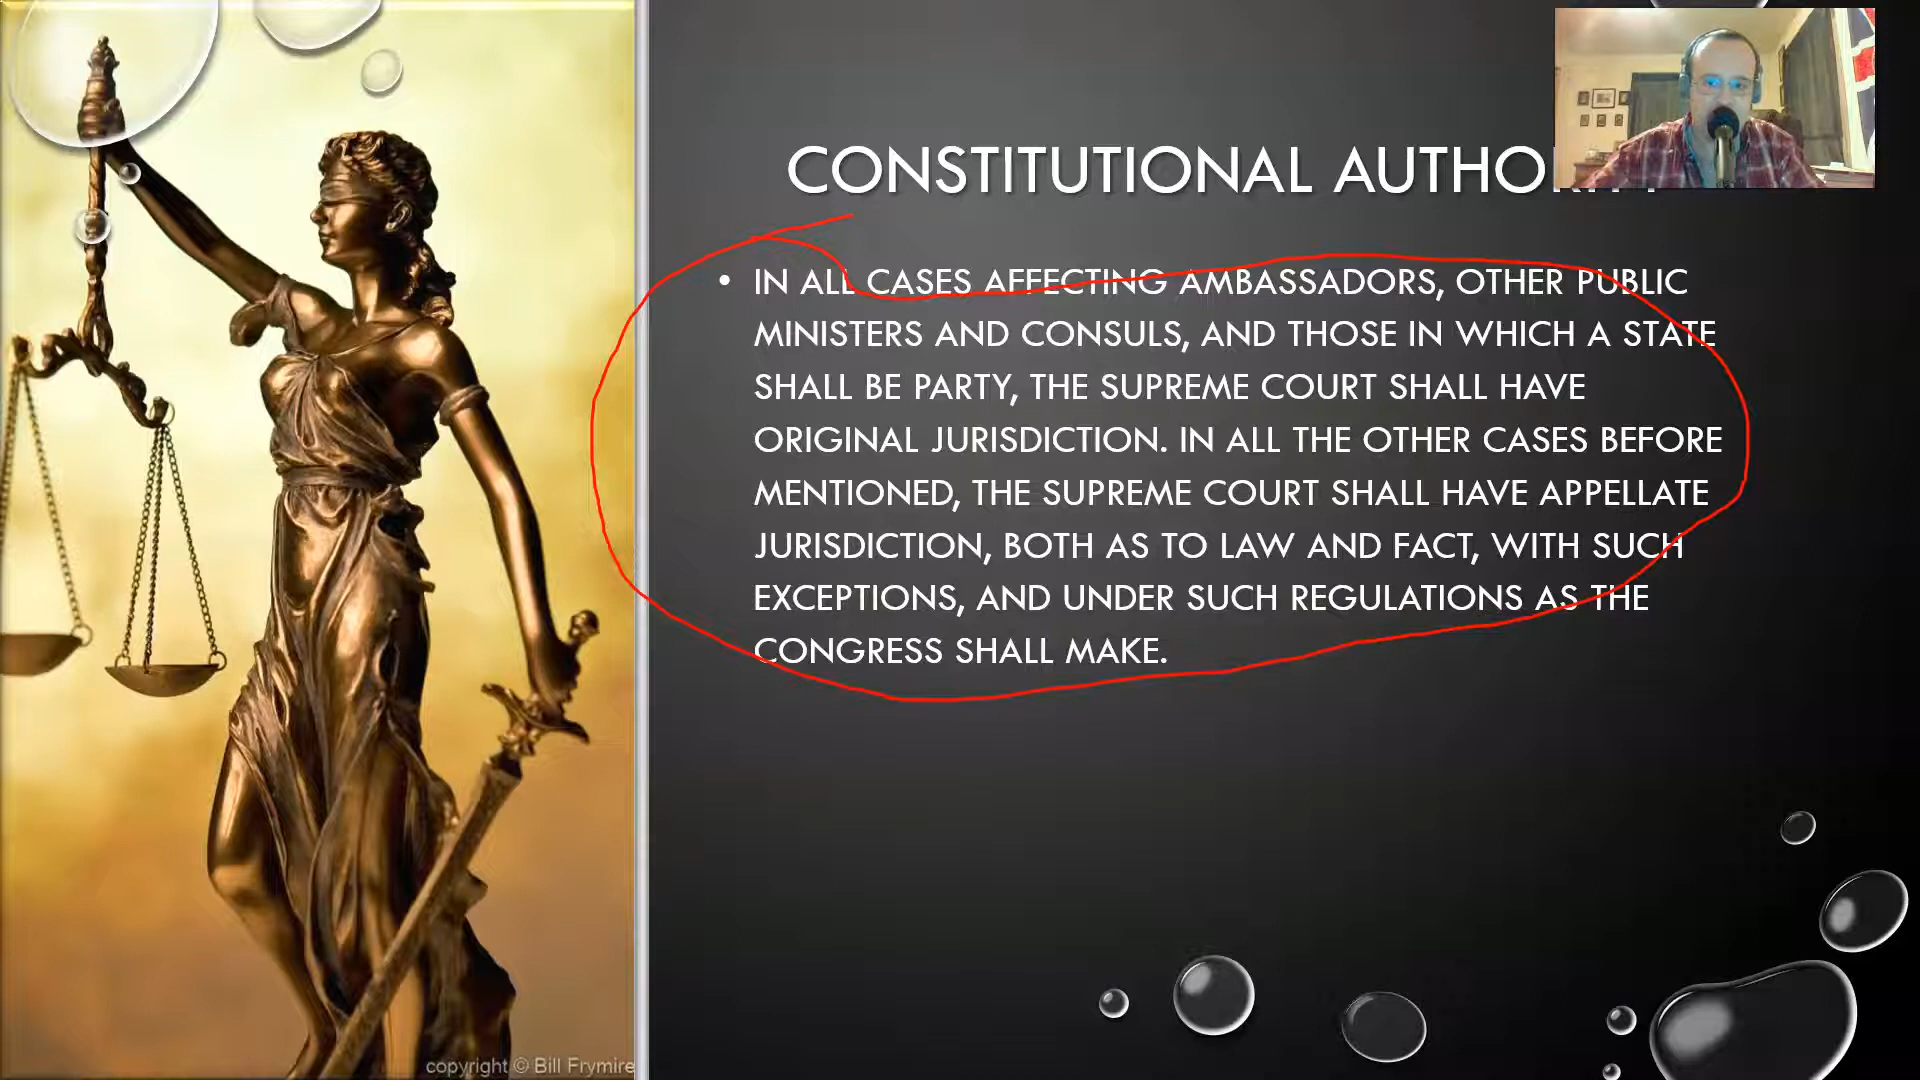 CONSTITUTIONAL AUTHORITY
• IN ALL CASES AFFECTING AMBASSADORS, OTHER PUBLIC
MINISTERS AND CONSULS, AND THOSE IN WHICH A STATE
SHALL BE PARTY, THE SUPREME COURT SHALL HAVE
ORIGINAL JURISDICTION. IN ALL THE OTHER CASES BEFORE
MENTIONED, THE SUPREME COURT SHALL HAVE APPELLATE
JURISDICTION, BOTH AS TO LAW AND FACT, WITH SUCH
EXCEPTIONS, AND UNDER SUCH REGULATIONS AS THE
CONGRESS SHALL MAKE.
copyright © Bill Frymire